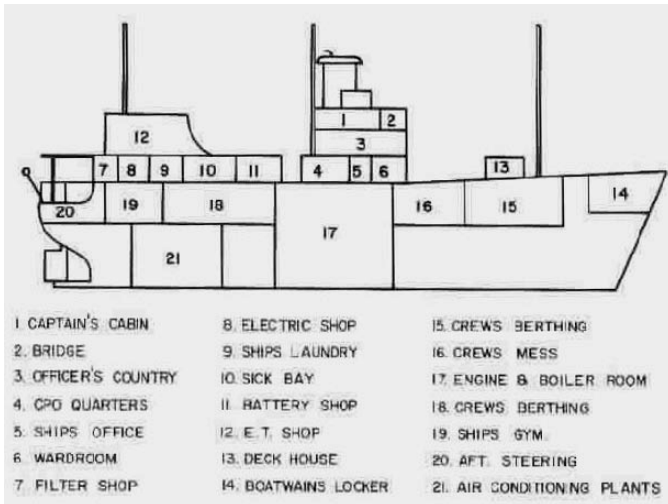 1
2
3
12
7
8
9
10
11
4
5
6
13
14
20
19
18
16
15
17
21
1. CAPTAIN'S CABIN
2. BRIDGE
3. OFFICER'S COUNTRY
4. CPO QUARTERS
5. SHIPS OFFICE
6. WARDROOM
7. FILTER SHOP
8. ELECTRIC SHOP
9. SHIPS LAUNDRY
10. SICK BAY
11. BATTERY SHOP
12. E.T. SHOP
13. DECK HOUSE
14. BOATWAINS LOCKER
15. CREWS BERTHING
16. CREWS MESS
17. ENGINE & BOILER ROOM
18. CREWS BERTHING
19. SHIPS GYM.
20. AFT. STEERING
21. AIR CONDITIONING PLANTS